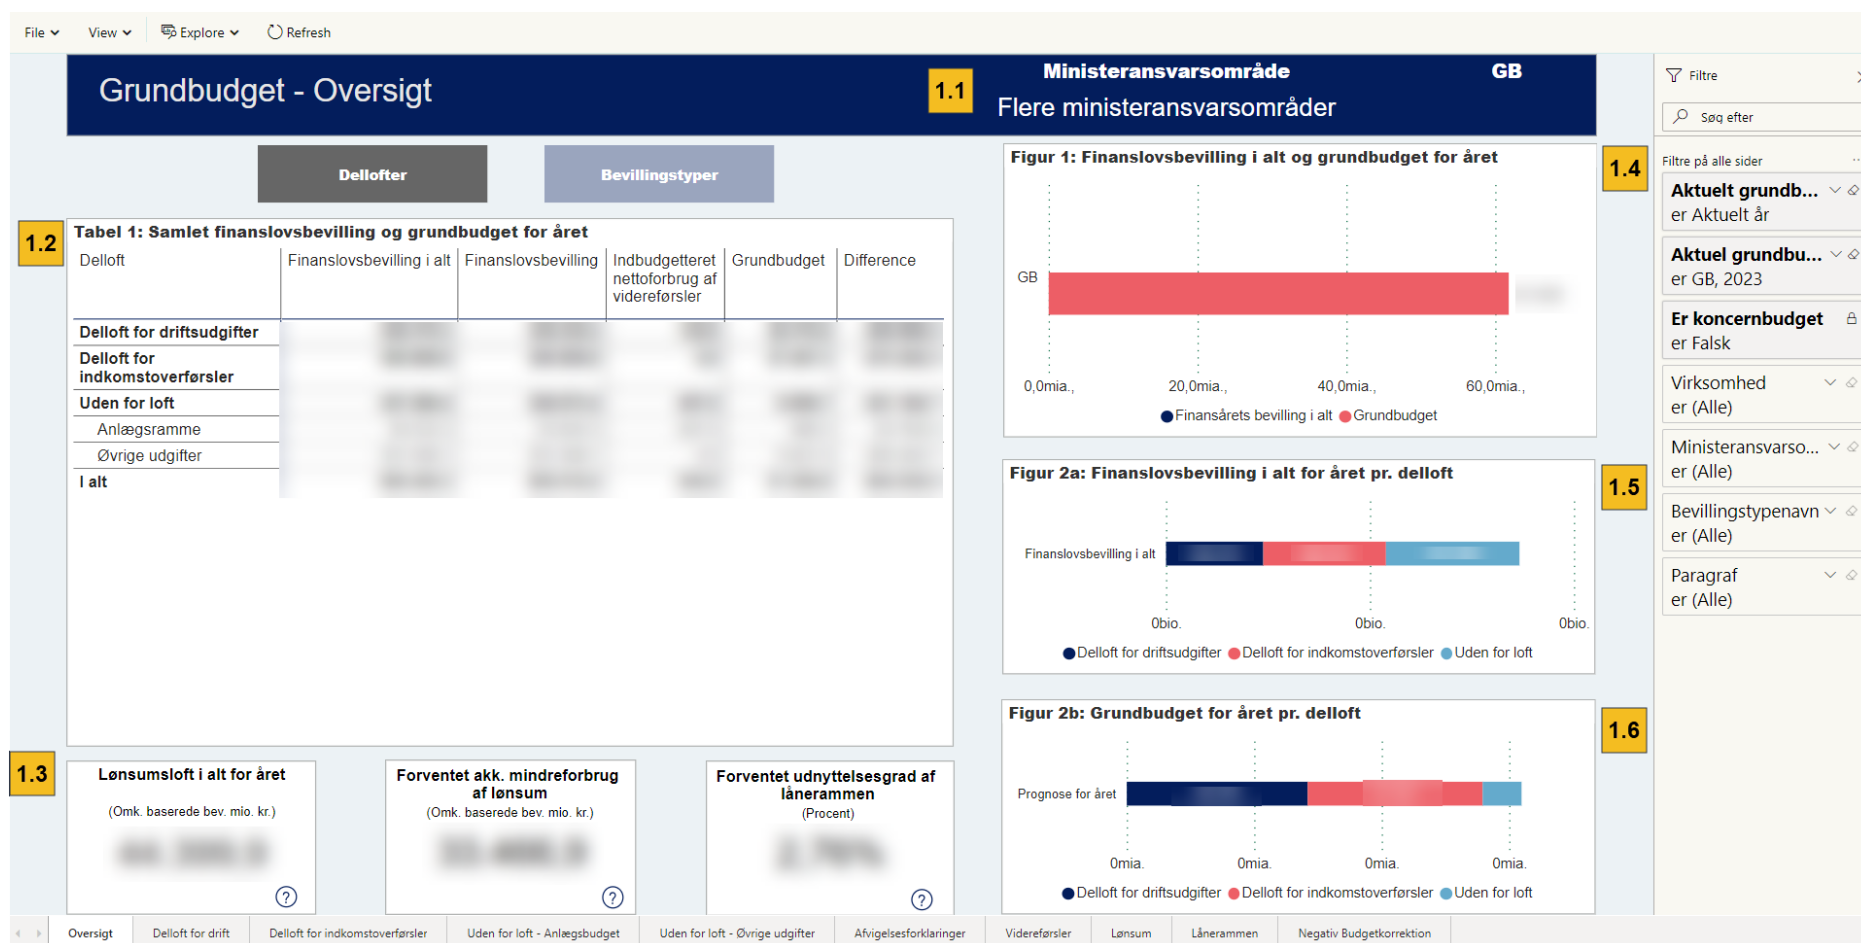 File
View
Explore
Refresh
Grundbudget - Oversigt
1.1
Ministeransvarsområde
GB
Flere ministeransvarsområder
Dellofter
Bevillingstyper
1.2
Tabel 1: Samlet finanslovsbevilling og grundbudget for året
Delloft
Finanslovsbevilling i alt
Finanslovsbevilling
Indbudgetteret
nettoforbrug af
videreførsler
Grundbudget
Difference
Delloft for driftsudgifter
Delloft for
indkomstoverførsler
Uden for loft
Anlægsramme
Øvrige udgifter
I alt
1.3
Lønsumsloft i alt for året
(Omk. baserede bev. mio. kr.)
Forventet akk. mindreforbrug
af lønsum
(Omk. baserede bev. mio. kr.)
Forventet udnyttelsesgrad af
lånerammen
(Procent)
Figur 1: Finanslovsbevilling i alt og grundbudget for året
1.4
GB
0,0mia.,
20,0mia.,
40,0mia.,
60,0mia.,
Finansårets bevilling i alt
Grundbudget
Figur 2a: Finanslovsbevilling i alt for året pr. delloft
1.5
Finanslovsbevilling i alt
0bio.
0bio.
0bio.
Delloft for driftsudgifter
Delloft for indkomstoverførsler
Uden for loft
Figur 2b: Grundbudget for året pr. delloft
1.6
Prognose for året
0mia.
0mia.
0mia.
0mia.
Delloft for driftsudgifter
Delloft for indkomstoverførsler
Uden for loft
Filtre
Søg efter
Filtre på alle sider
Aktuelt grundb...
er Aktuelt år
Aktuel grundbu...
er GB, 2023
Er koncernbudget
er Falsk
Virksomhed
er (Alle)
Ministeransvarso...
er (Alle)
Bevillingstypenavn
er (Alle)
Paragraf
er (Alle)
Oversigt
Delloft for drift
Delloft for indkomstoverførsler
Uden for loft - Anlægsbudget
Uden for loft - Øvrige udgifter
Afvigelsesforklaringer
Videreførsler
Lønsum
Lånerammen
Negativ Budgetkorrektion